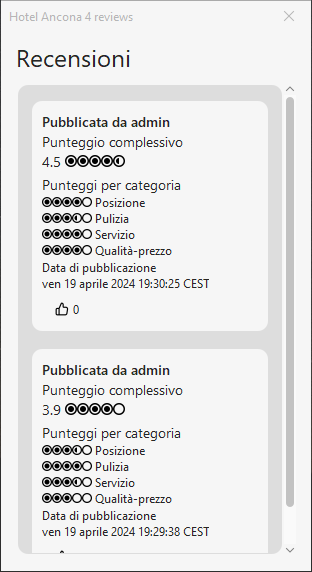 Hotel Ancona 4 reviews
Recensioni
Pubblicata da admin
Punteggio complessivo
4.5
Punteggi per categoria
Posizione
Pulizia
Servizio
Qualità-prezzo
Data di pubblicazione
ven 19 aprile 2024 19:30:25 CEST
0
Pubblicata da admin
Punteggio complessivo
3.9
Punteggi per categoria
Posizione
Pulizia
Servizio
Qualità-prezzo
Data di pubblicazione
ven 19 aprile 2024 19:29:38 CEST